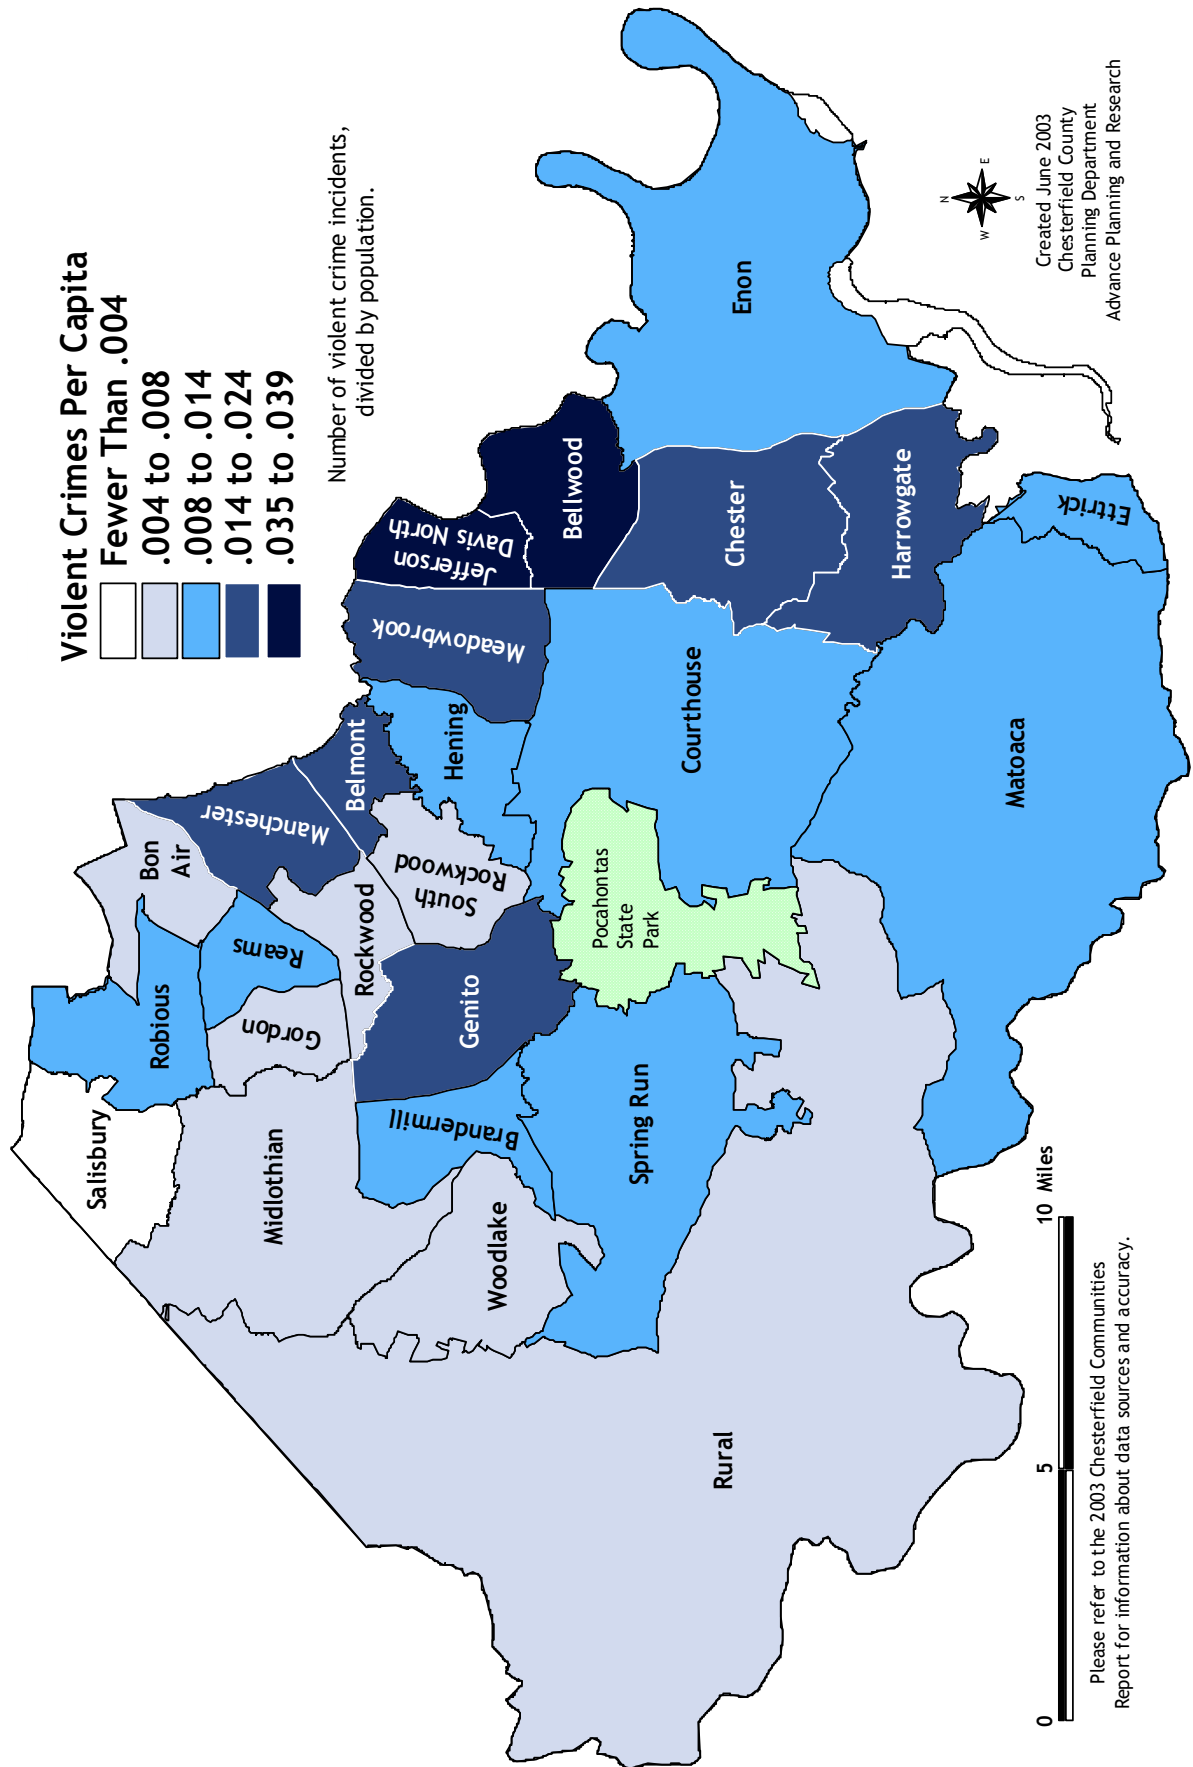 Violent Crimes Per Capita
Fewer Than .004
.004 to .008
.008 to .014
.014 to .024
.035 to .039
Number of violent crime incidents,
divided by population.
Salisbury
Robious
Bon
Air
Manchester
Reams
Gordon
Midlothian
Rockwood
Belmont
South
Rockwood
Hening
Meadowbrook
Jefferson
Davis North
Bellwood
Genito
Brandermill
Woodlake
Spring Run
Pocahontas
State
Park
Courthouse
Chester
Enon
Harrowgate
Ettrick
Matoaca
Rural
N
W
E
S
Created June 2003
Chesterfield County
Planning Department
Advance Planning and Research
0
5
10 Miles
Please refer to the 2003 Chesterfield Communities
Report for information about data sources and accuracy.